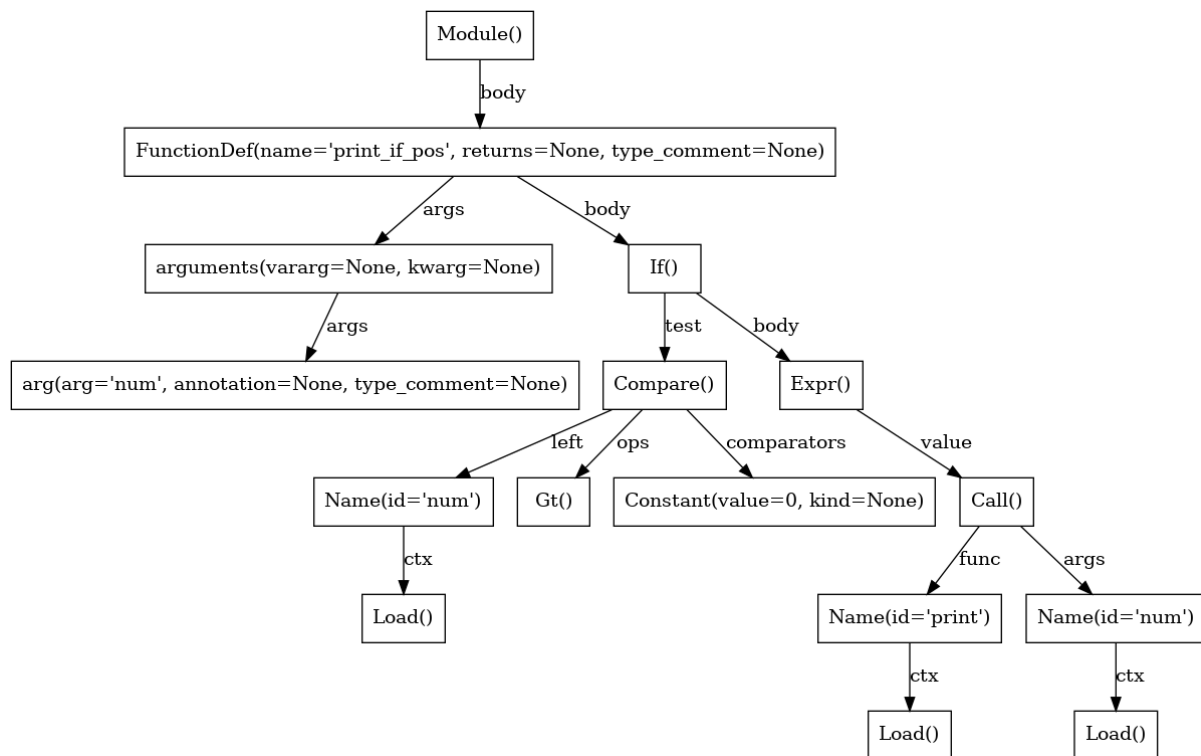 Module()
body
FunctionDef(name='print_if_pos', returns=None, type_comment=None)
args
body
arguments(vararg=None, kwarg=None)
If()
args
test
body
arg(arg='num', annotation=None, type_comment=None)
Compare()
Expr()
left
ops
comparators
value
Name(id='num')
Gt()
Constant(value=0, kind=None)
Call()
ctx
func
args
Load()
Name(id='print')
Name(id='num')
ctx
ctx
Load()
Load()